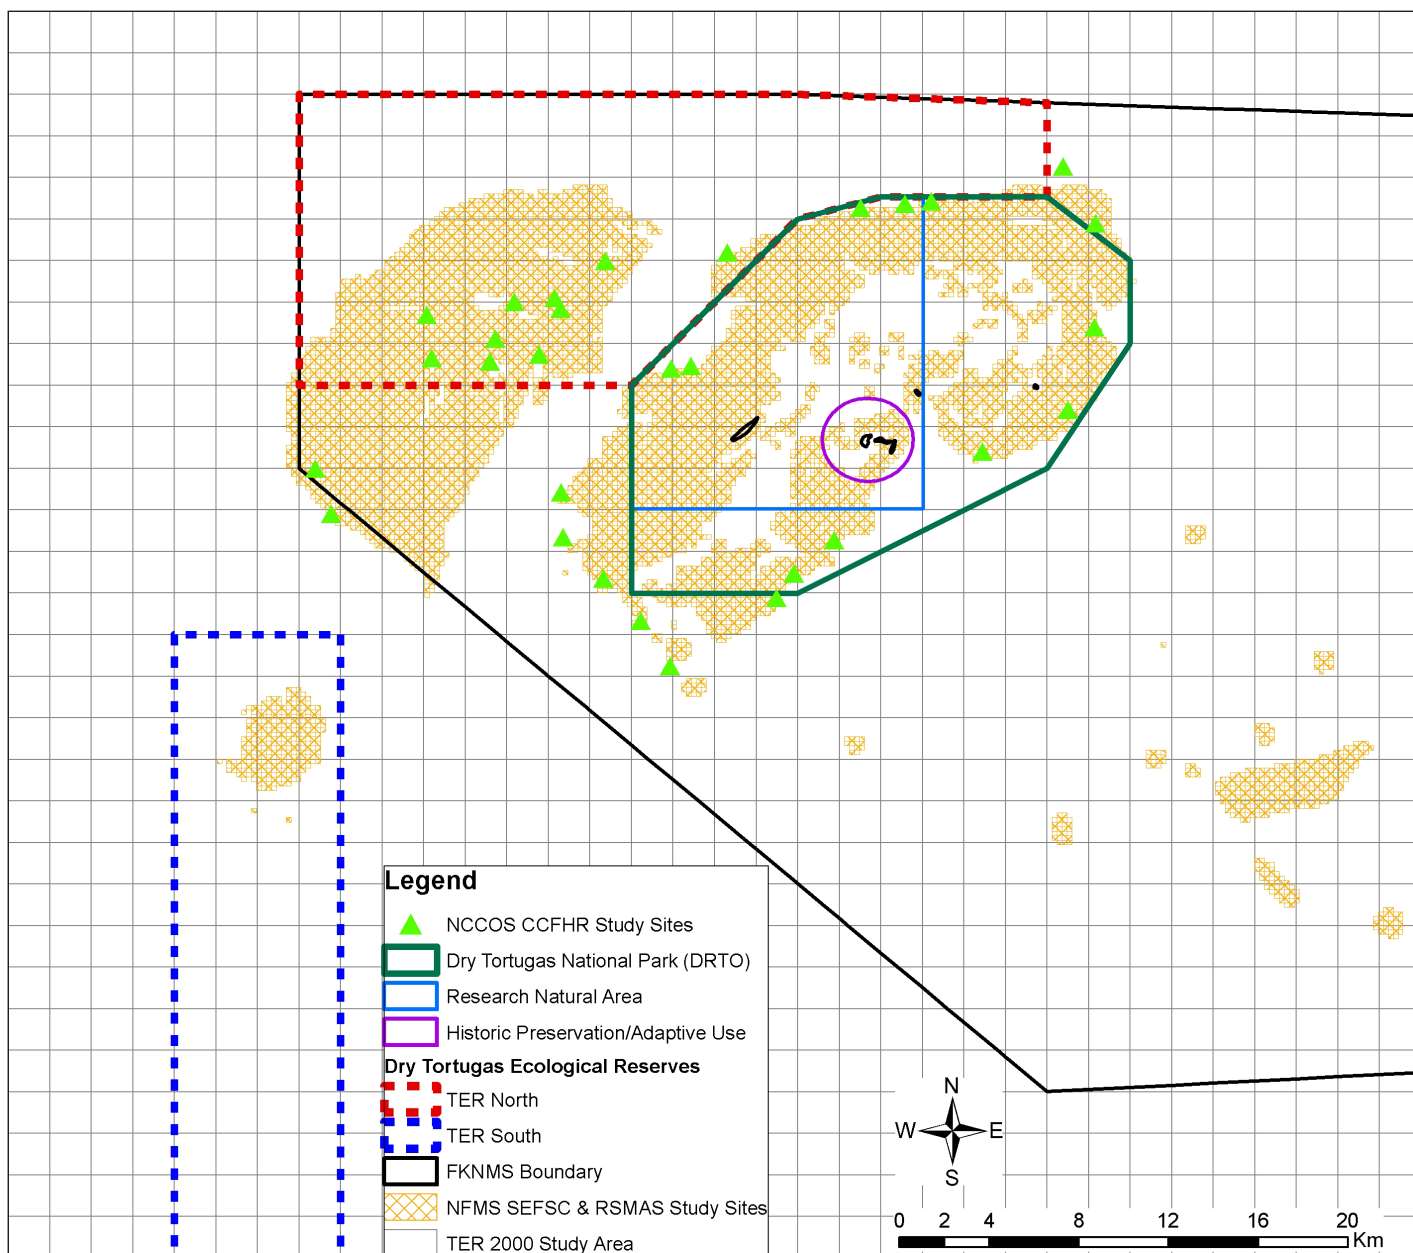 Legend
NCCOS CCFHR Study Sites
Dry Tortugas National Park (DRTO)
Research Natural Area
Historic Preservation/Adaptive Use
Dry Tortugas Ecological Reserves
TER North
TER South
FKNMS Boundary
NFMS SEFSC & RSMAS Study Sites
TER 2000 Study Area
N
W E
S
0 2 4 8 12 16 20
Km